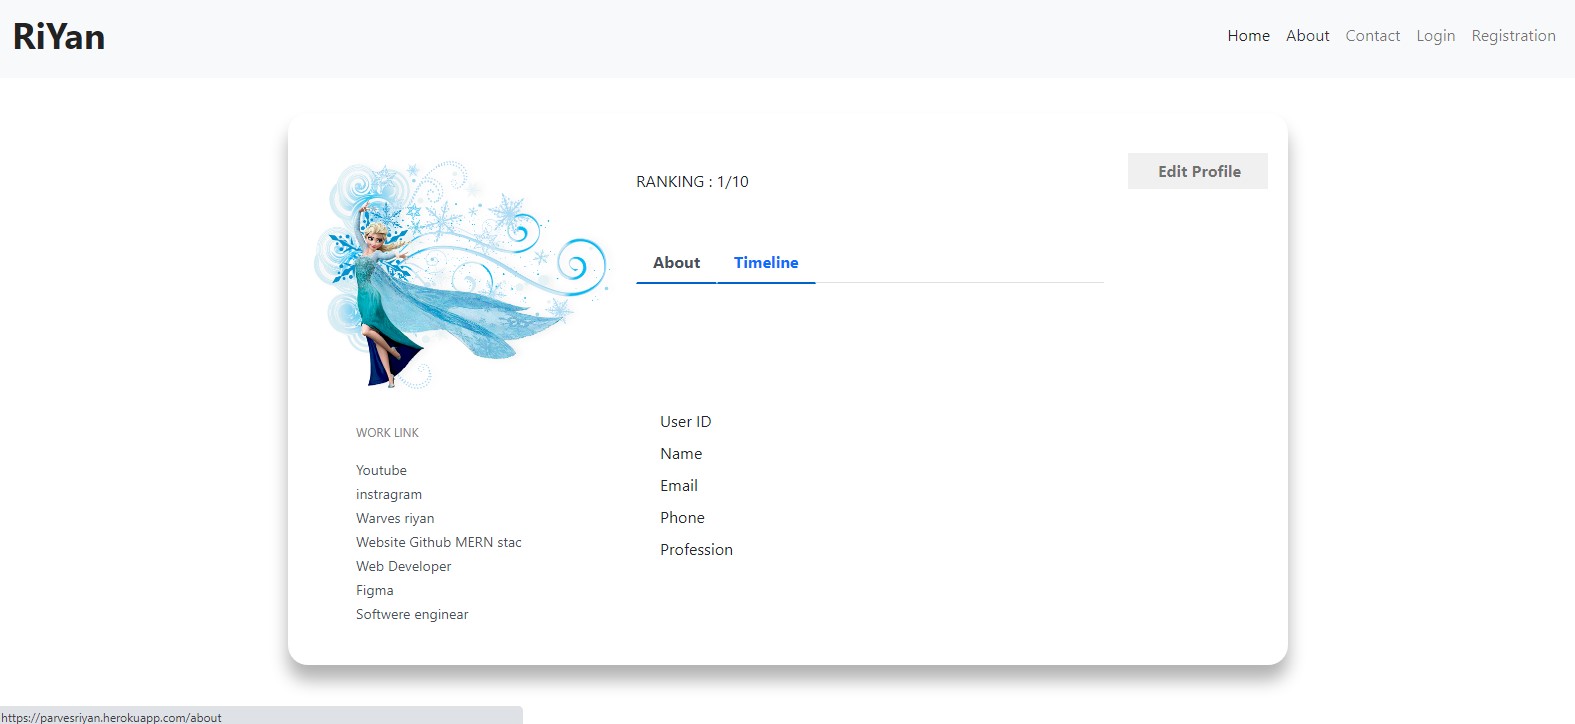 RiYan
Home About Contact Login Registration
RANKING : 1/10
Edit Profile
About Timeline
WORK LINK
Youtube
instragram
Warves riyan
Website Github MERN stac
Web Developer
Figma
Softwere enginear
User ID
Name
Email
Phone
Profession
https://parvesriyan.herokuapp.com/about